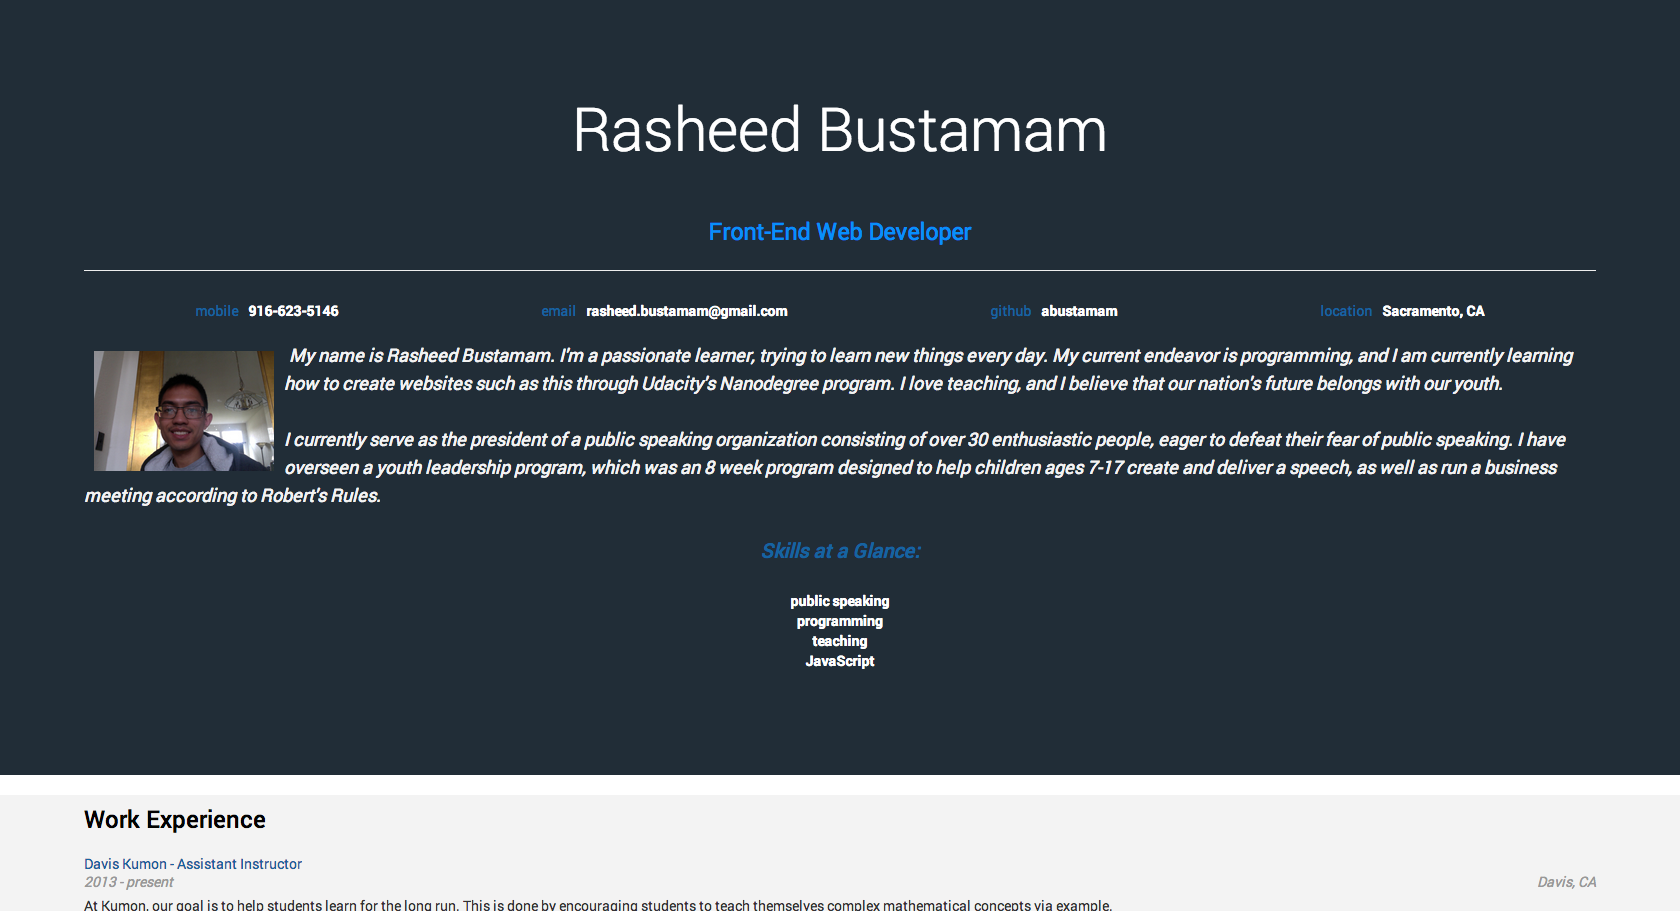 Rasheed Bustamam
Front-End Web Developer
mobile 916-623-5146 email rasheed.bustamam@gmail.com github abustamam location Sacramento, CA
My name is Rasheed Bustamam. I'm a passionate learner, trying to learn new things every day. My current endeavor is programming, and I am currently learning
how to create websites such as this through Udacity's Nanodegree program. I love teaching, and I believe that our nation's future belongs with our youth.
I currently serve as the president of a public speaking organization consisting of over 30 enthusiastic people, eager to defeat their fear of public speaking. I have
overseen a youth leadership program, which was an 8 week program designed to help children ages 7-17 create and deliver a speech, as well as run a business
meeting according to Robert's Rules.
Skills at a Glance:
public speaking
programming
teaching
JavaScript
Work Experience
Davis Kumon - Assistant Instructor
2013 - present Davis, CA
At Kumon, our goal is to help students learn for the long run. This is done by encouraging students to teach themselves complex mathematical concepts via example.